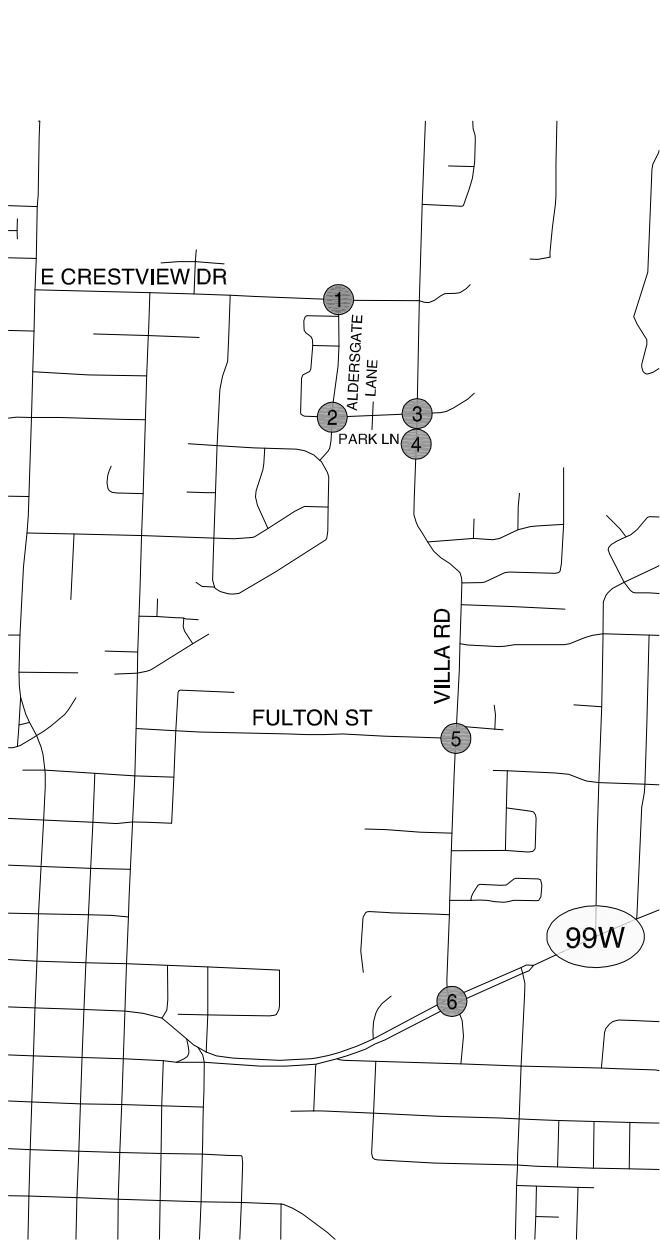 E CRESTVIEW DR
1
ALDERSGATE
LANE
2
3
PARK LN
4
VILLA RD
FULTON ST
5
99W
6